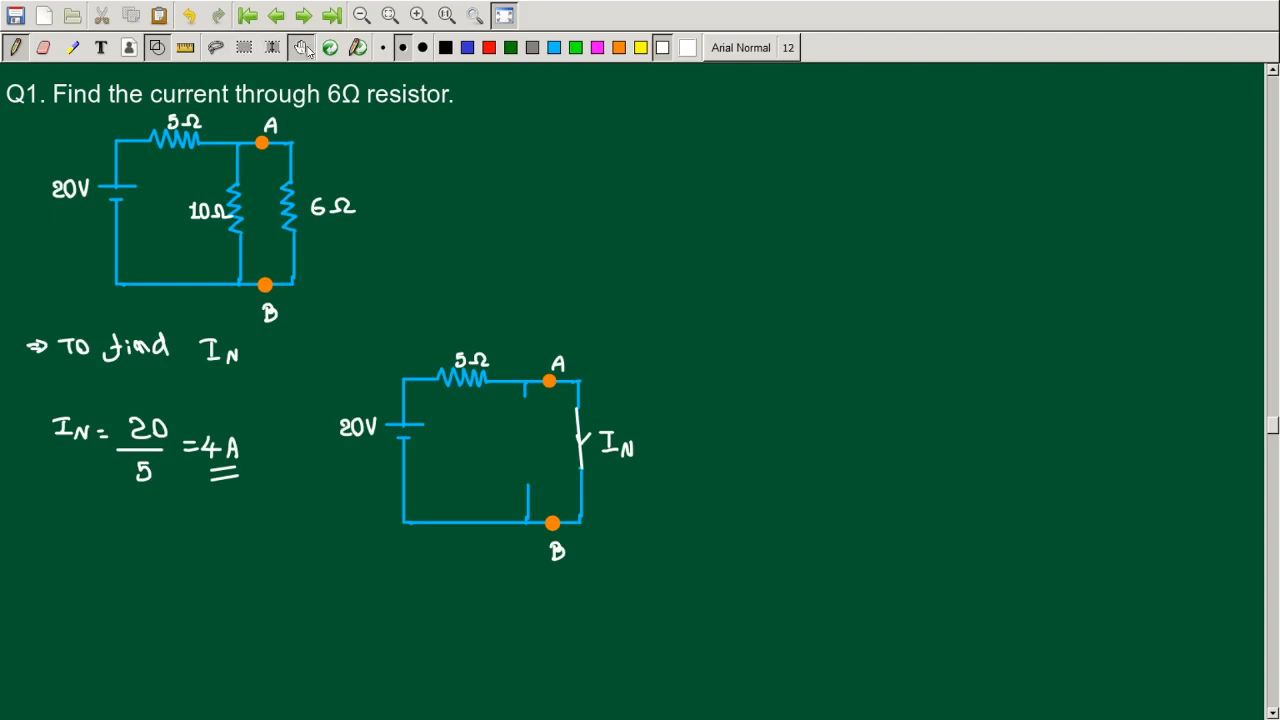 Arial Normal 12
Q1. Find the current through 6Ω resistor.
5Ω
A
20V
10Ω
6Ω
B
⇒ To find I_N
5Ω
A
I_N = 20/5 = 4A
20V
I_N
B